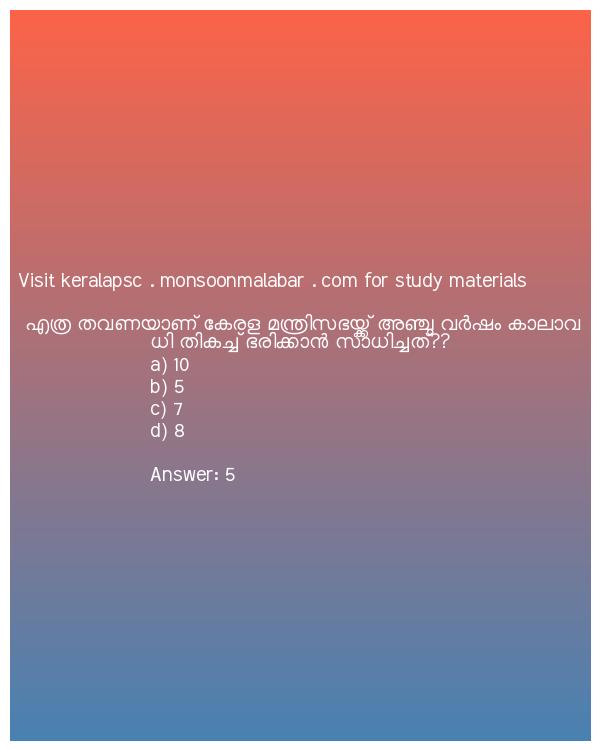 Visit keralapsc . monsoonmalabar . com for study materials
എത്ര തവണയാണ് കേരള മന്ത്രിസഭയ്ക്ക് അഞ്ചു വർഷം കാലാവ
ധി തികച്ച് ഭരിക്കാൻ സാധിച്ചത്??
a) 10
b) 5
c) 7
d) 8
Answer: 5